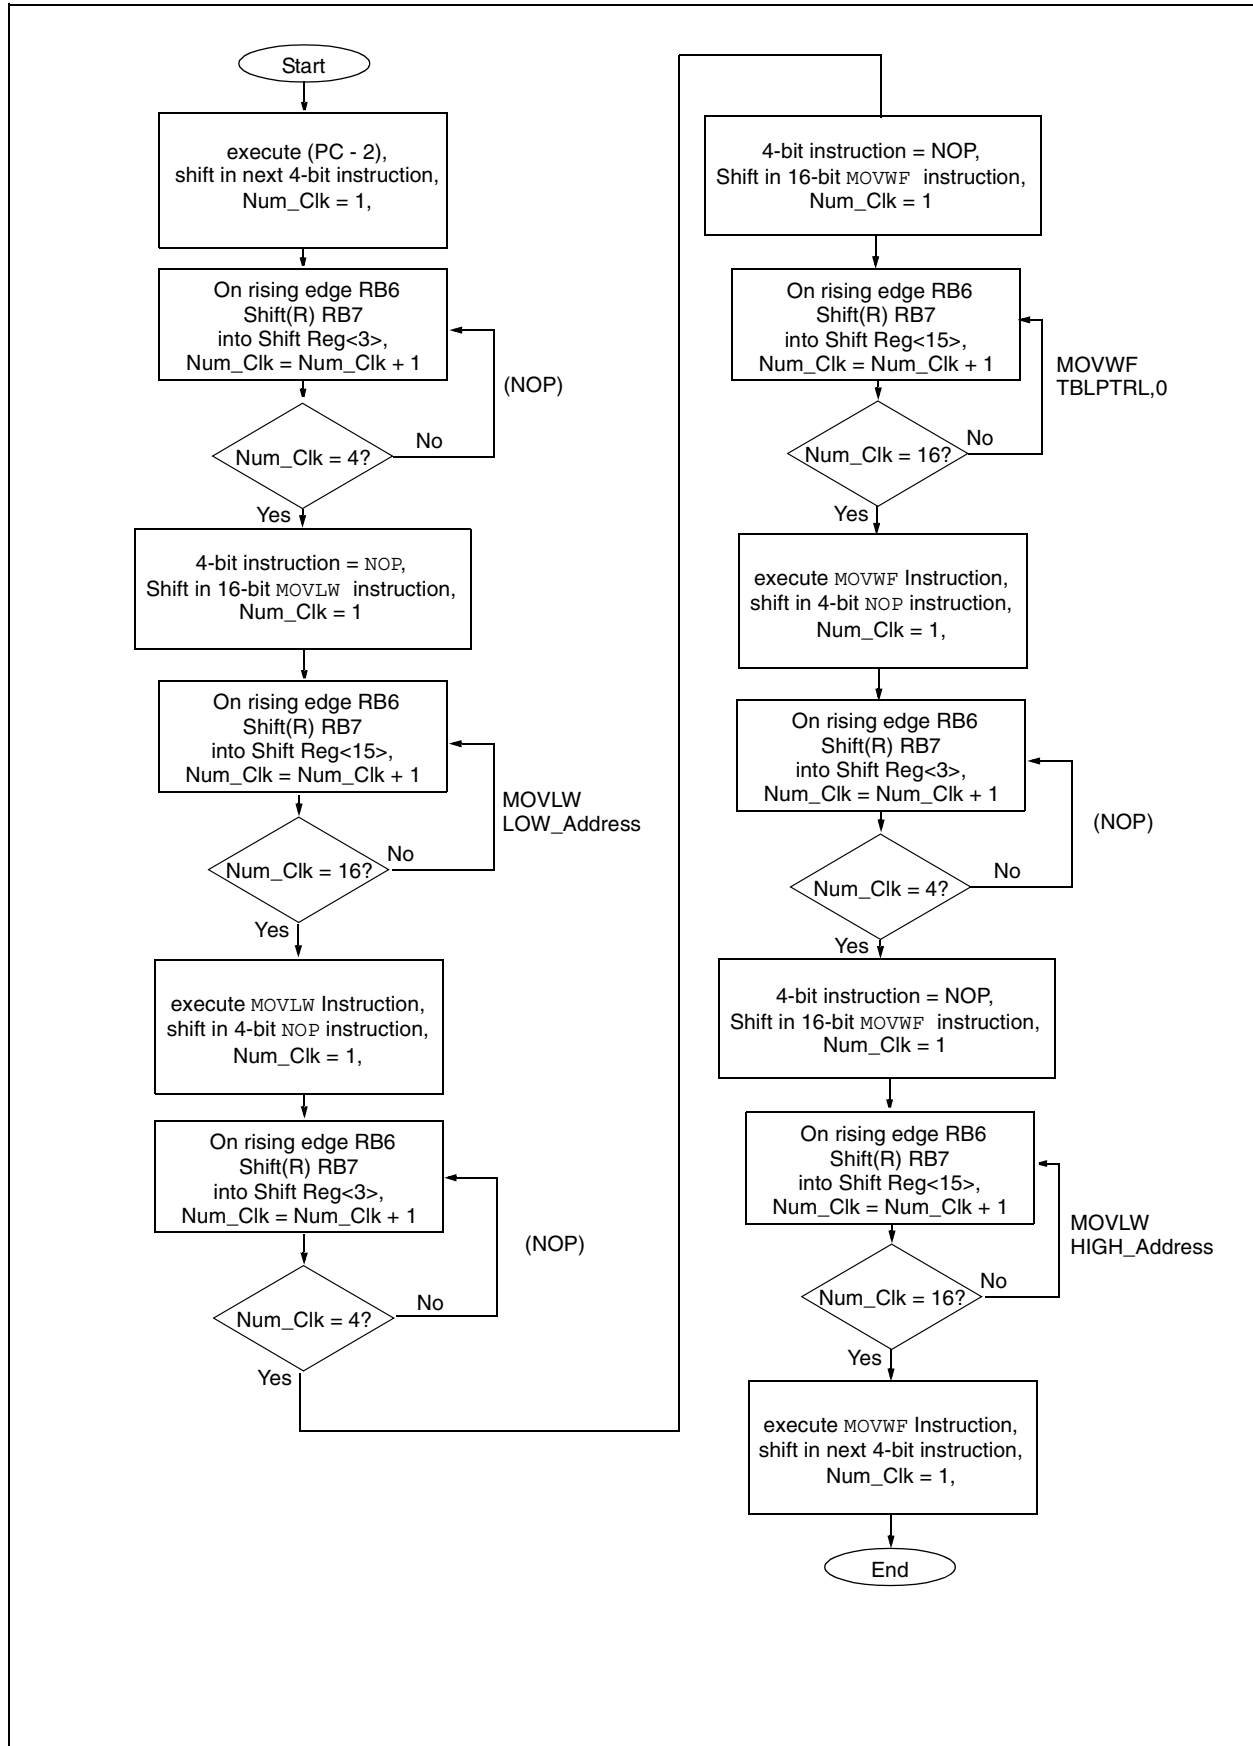 Start
execute (PC - 2),
shift in next 4-bit instruction,
Num_Clk = 1,
On rising edge RB6
Shift(R) RB7
into Shift Reg<3>,
Num_Clk = Num_Clk + 1
(NOP)
Num_Clk = 4?
No
Yes
4-bit instruction = NOP,
Shift in 16-bit MOVLW instruction,
Num_Clk = 1
On rising edge RB6
Shift(R) RB7
into Shift Reg<15>,
Num_Clk = Num_Clk + 1
MOVLW
LOW_Address
Num_Clk = 16?
No
Yes
execute MOVLW Instruction,
shift in 4-bit NOP instruction,
Num_Clk = 1,
On rising edge RB6
Shift(R) RB7
into Shift Reg<3>,
Num_Clk = Num_Clk + 1
(NOP)
Num_Clk = 4?
No
Yes
4-bit instruction = NOP,
Shift in 16-bit MOVWF instruction,
Num_Clk = 1
On rising edge RB6
Shift(R) RB7
into Shift Reg<15>,
Num_Clk = Num_Clk + 1
MOVWF
TBLPTRL,0
Num_Clk = 16?
No
Yes
execute MOVWF Instruction,
shift in 4-bit NOP instruction,
Num_Clk = 1,
On rising edge RB6
Shift(R) RB7
into Shift Reg<3>,
Num_Clk = Num_Clk + 1
(NOP)
Num_Clk = 4?
No
Yes
4-bit instruction = NOP,
Shift in 16-bit MOVWF instruction,
Num_Clk = 1
On rising edge RB6
Shift(R) RB7
into Shift Reg<15>,
Num_Clk = Num_Clk + 1
MOVLW
HIGH_Address
Num_Clk = 16?
No
Yes
execute MOVWF Instruction,
shift in next 4-bit instruction,
Num_Clk = 1,
End